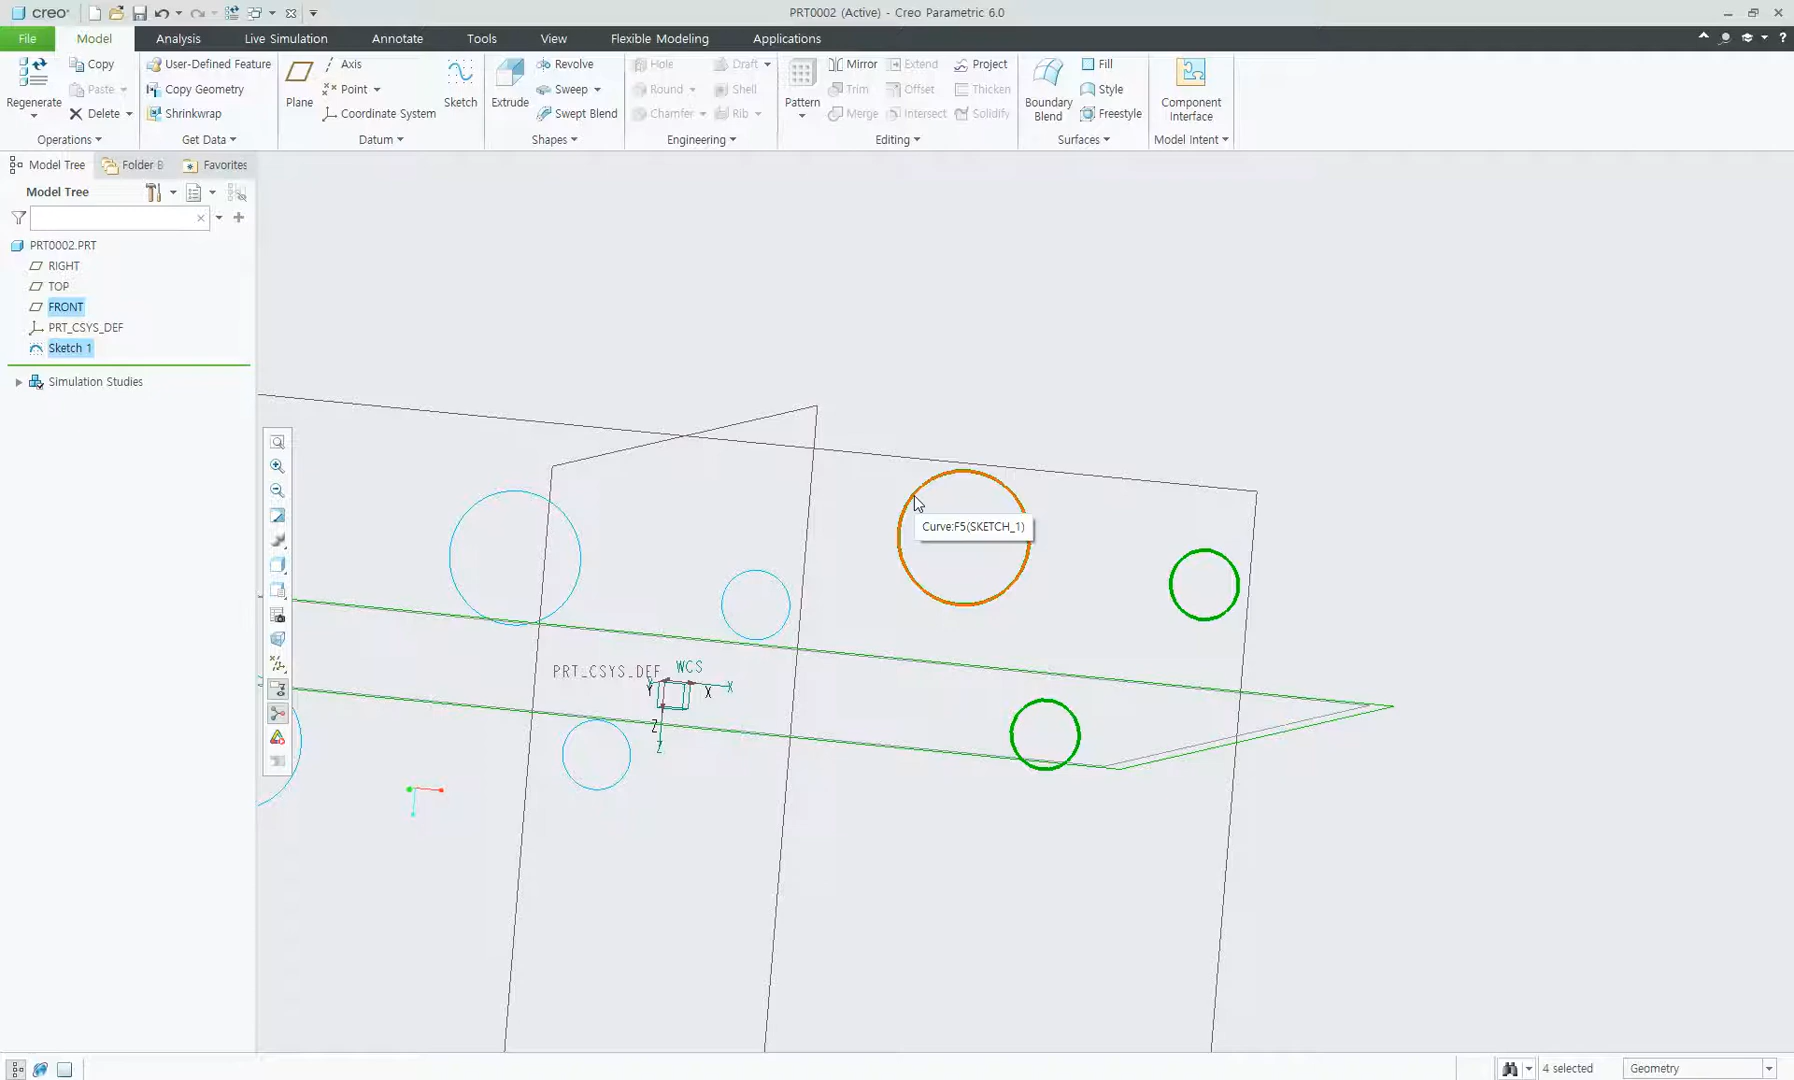 creo
PRT0002 (Active) - Creo Parametric 6.0
File Model Analysis Live Simulation Annotate Tools View Flexible Modeling Applications
Regenerate
Copy
Paste
Delete
Operations
User-Defined Feature
Copy Geometry
Shrinkwrap
Get Data
Plane
Axis
Point
Coordinate System
Sketch
Datum
Extrude
Revolve
Sweep
Swept Blend
Shapes
Hole
Round
Chamfer
Draft
Shell
Rib
Engineering
Pattern
Mirror
Trim
Merge
Extend
Offset
Intersect
Project
Thicken
Solidify
Editing
Boundary
Blend
Fill
Style
Freestyle
Surfaces
Component
Interface
Model Intent
Model Tree Folder B Favorites
Model Tree
PRT0002.PRT
RIGHT
TOP
FRONT
PRT_CSYS_DEF
Sketch 1
Simulation Studies
Curve:F5(SKETCH_1)
PRT_CSYS_DEF WCS
Y X X
Z
Z
4 selected Geometry